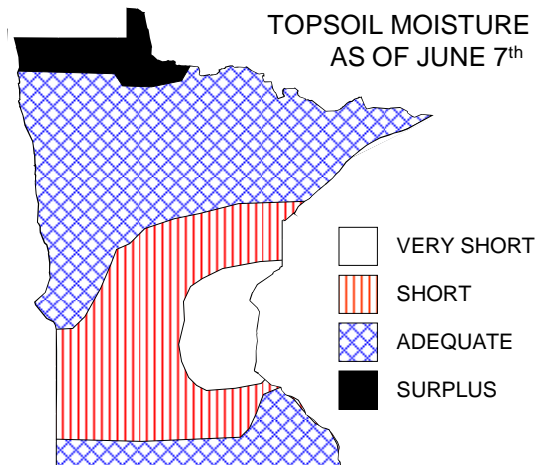 TOPSOIL MOISTURE
AS OF JUNE 7th
VERY SHORT
SHORT
ADEQUATE
SURPLUS